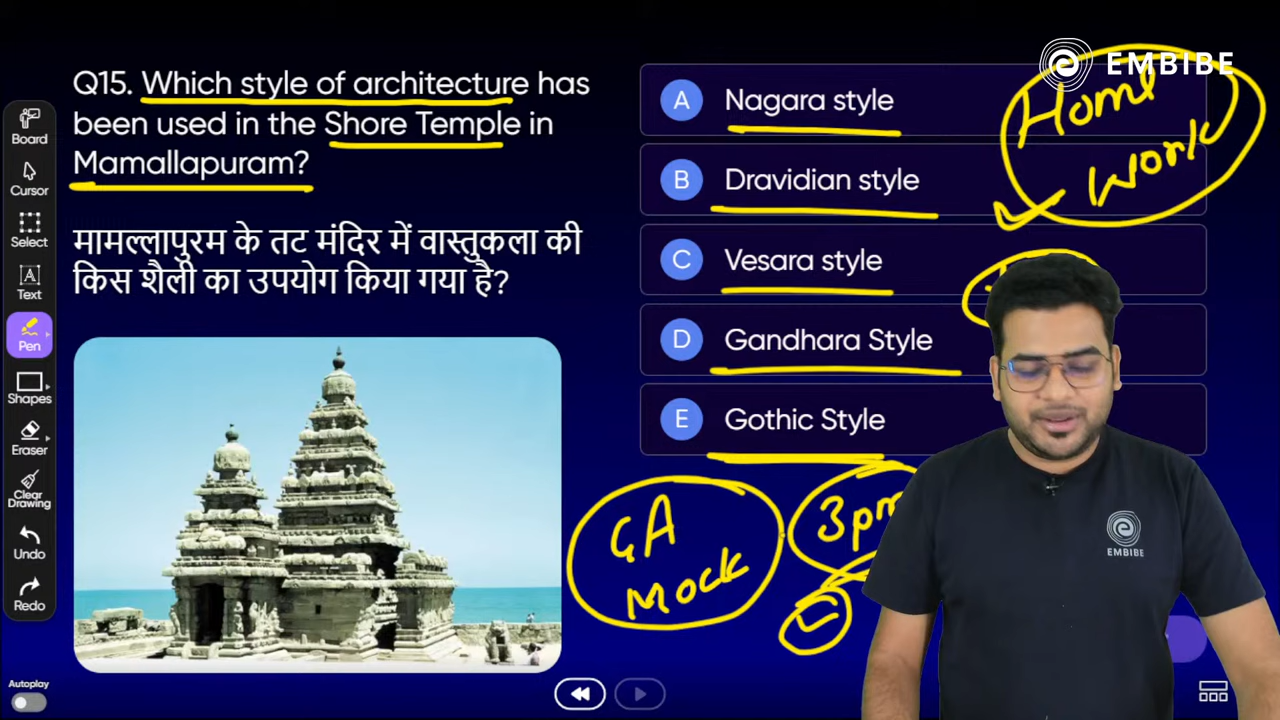 EMBIBE
Q15. Which style of architecture has
been used in the Shore Temple in
Mamallapuram?
मामल्लापुरम के तट मंदिर में वास्तुकला की
किस शैली का उपयोग किया गया है?
A Nagara style
B Dravidian style
C Vesara style
D Gandhara Style
E Gothic Style
Home
Work
GA
Mock
3pm
EMBIBE
Board
Cursor
Select
A
Text
Pen
Shapes
Eraser
Clear
Drawing
Undo
Redo
Autoplay